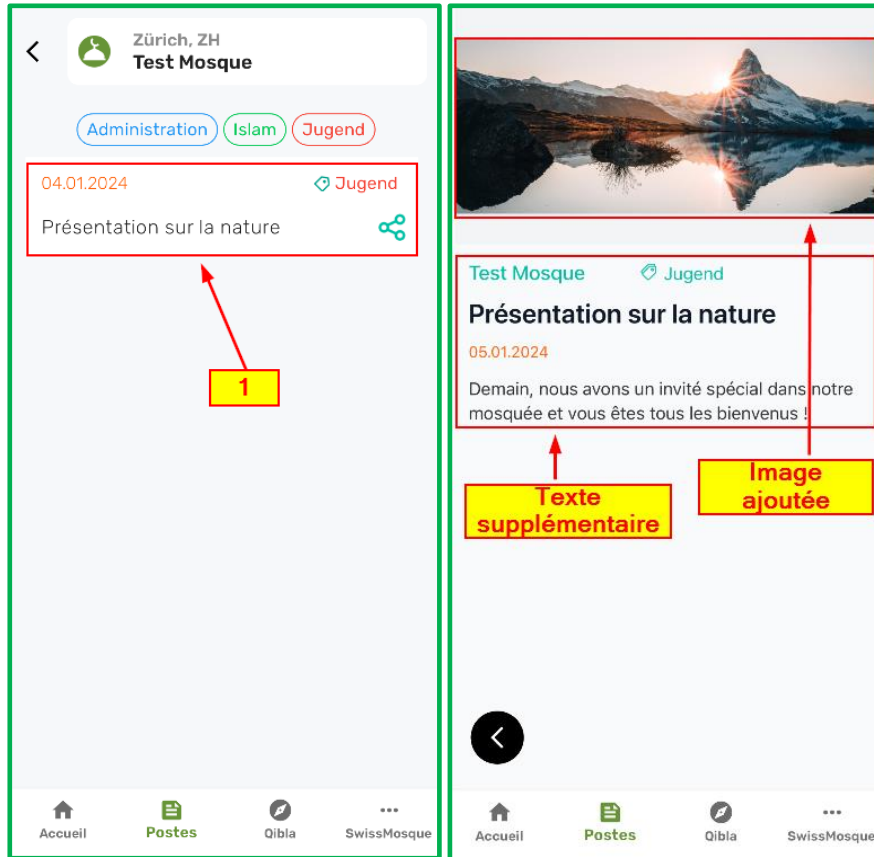 Zürich, ZH
Test Mosque
Administration Islam Jugend
04.01.2024 Jugend
Présentation sur la nature
1
Accueil Postes Qibla SwissMosque
Test Mosque Jugend
Présentation sur la nature
05.01.2024
Demain, nous avons un invité spécial dans notre
mosquée et vous êtes tous les bienvenus !
Texte
supplémentaire
Image
ajoutée
Accueil Postes Qibla SwissMosque